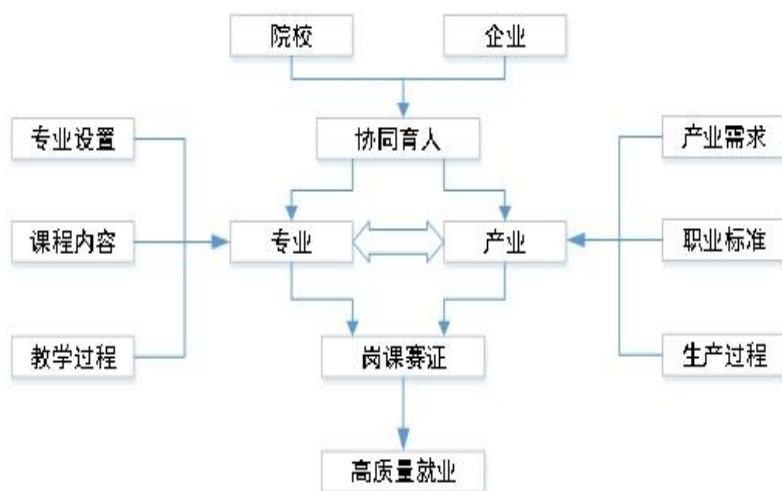 院校
企业
专业设置
协同育人
产业需求
课程内容
专业
产业
职业标准
教学过程
岗课赛证
生产过程
高质量就业